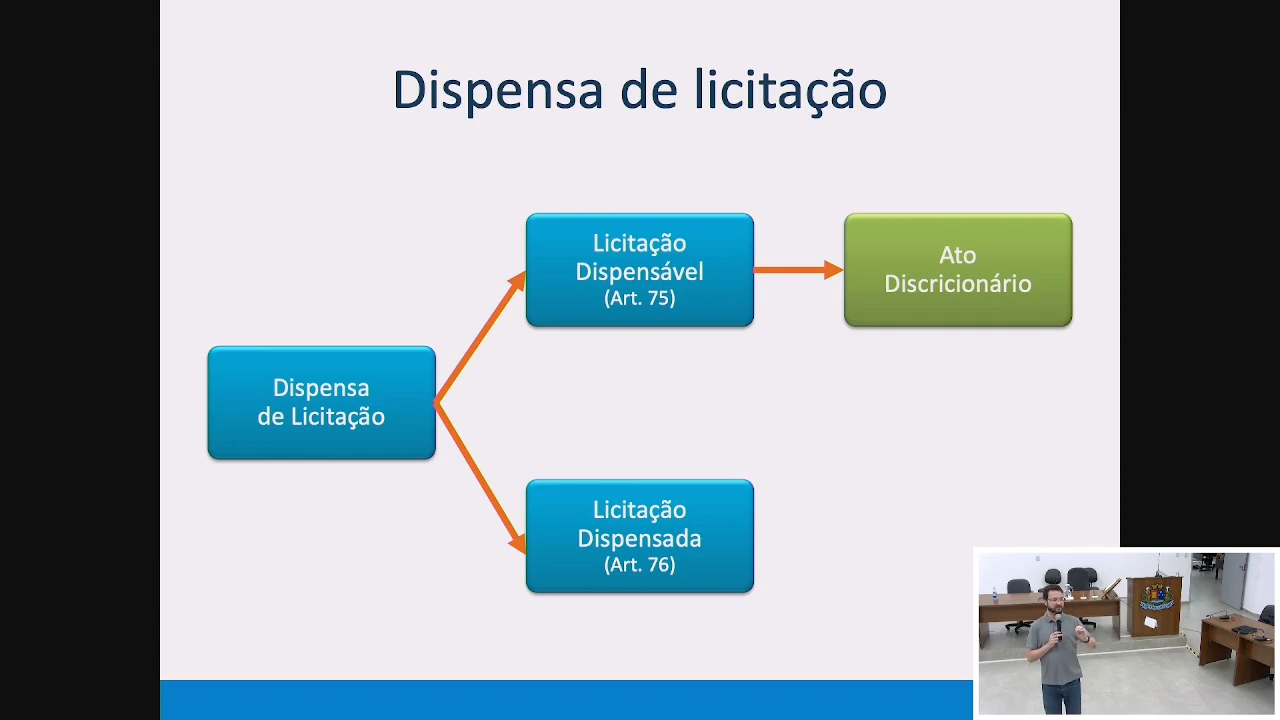 Dispensa de licitação
Licitação
Dispensável
(Art. 75)
Ato
Discricionário
Dispensa
de Licitação
Licitação
Dispensada
(Art. 76)